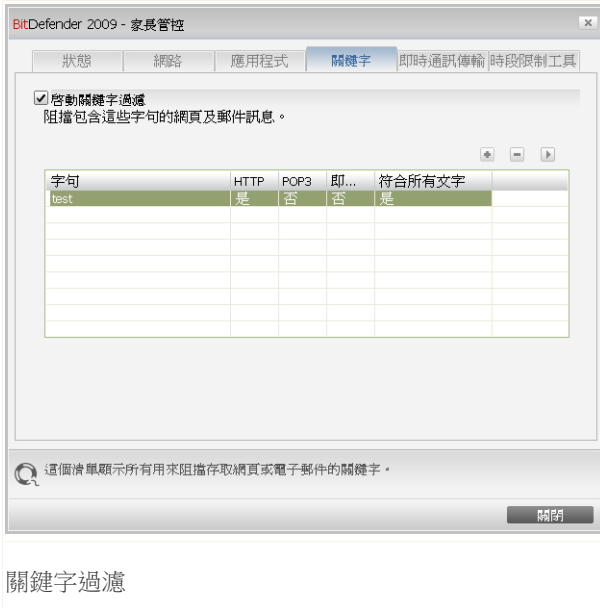 BitDefender 2009 - 家長管控
狀態 網路 應用程式 關鍵字 即時通訊傳輸 時段限制工具
啓動關鍵字過濾
阻擋包含這些字句的網頁及郵件訊息。
字句 HTTP POP3 即... 符合所有文字
test 是 否 否 是
這個清單顯示所有用來阻擋存取網頁或電子郵件的關鍵字。
關閉
關鍵字過濾